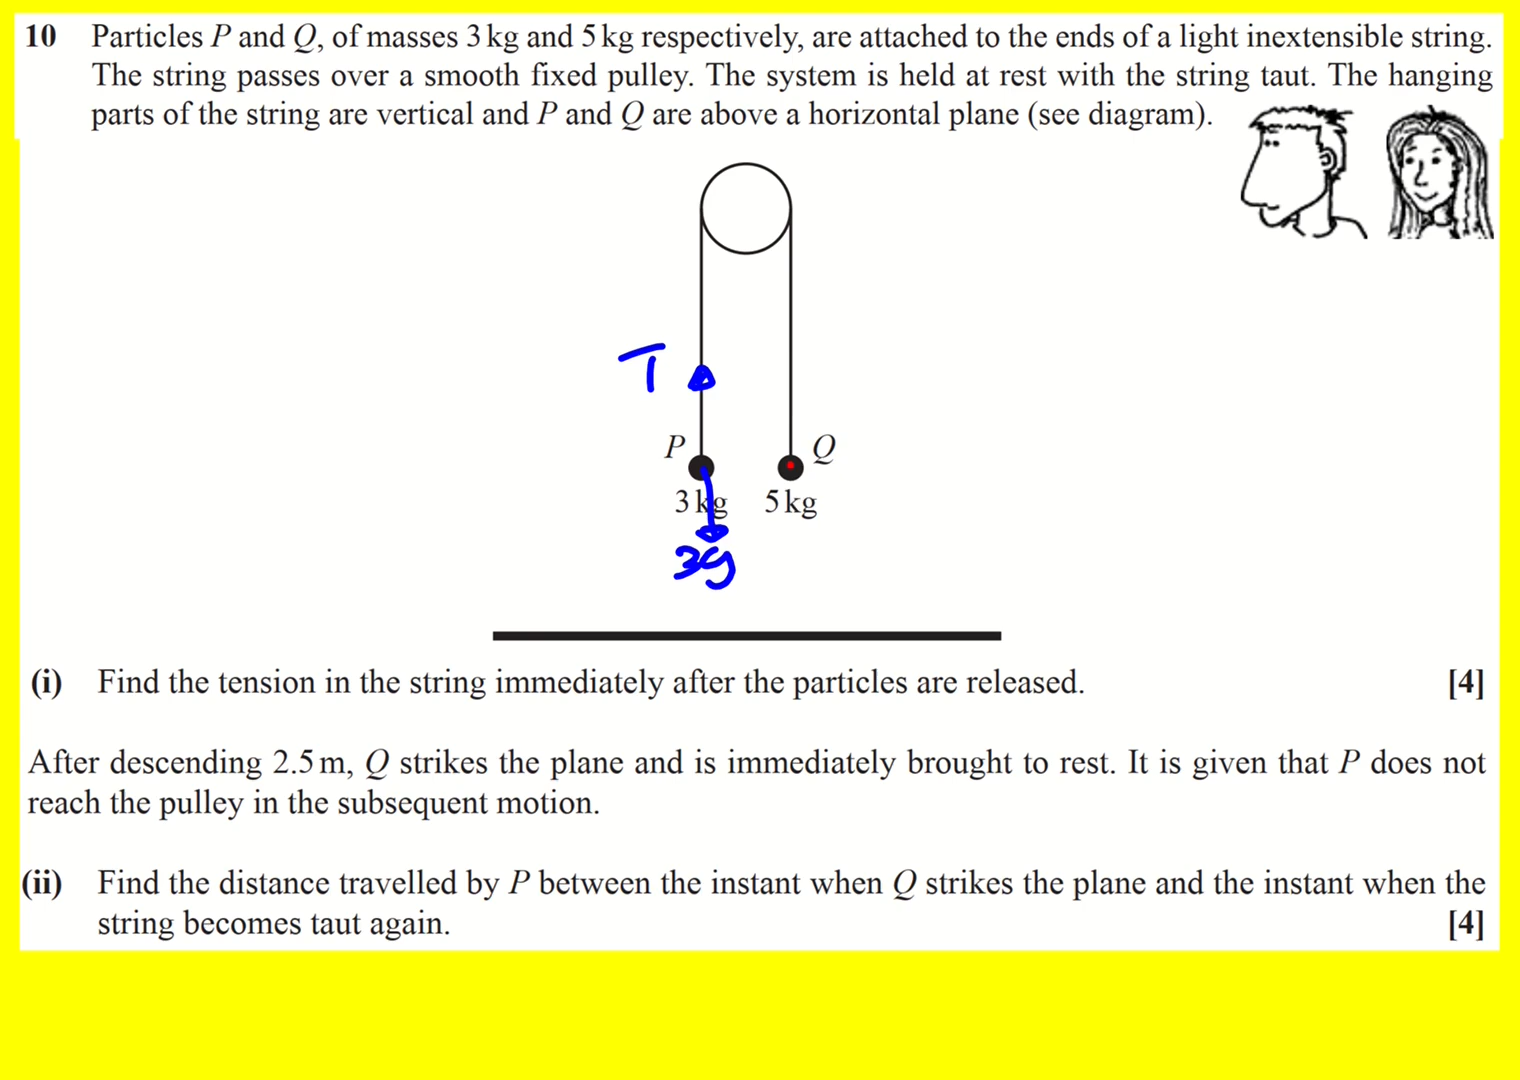 10 Particles P and Q, of masses 3 kg and 5 kg respectively, are attached to the ends of a light inextensible string.
The string passes over a smooth fixed pulley. The system is held at rest with the string taut. The hanging
parts of the string are vertical and P and Q are above a horizontal plane (see diagram).
T
P
Q
3 kg
5 kg
3g
(i) Find the tension in the string immediately after the particles are released. [4]
After descending 2.5 m, Q strikes the plane and is immediately brought to rest. It is given that P does not
reach the pulley in the subsequent motion.
(ii) Find the distance travelled by P between the instant when Q strikes the plane and the instant when the
string becomes taut again. [4]